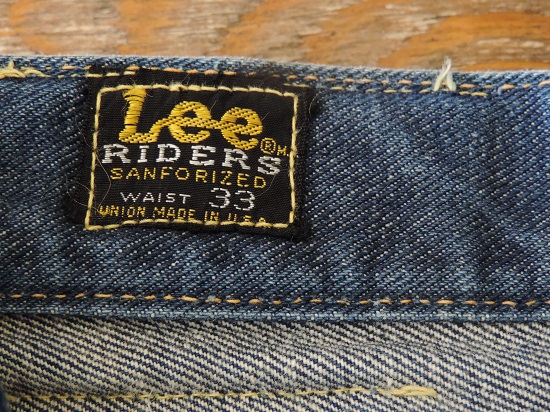 Lee
® M.
RIDERS
SANFORIZED
WAIST 33
UNION MADE IN U.S.A.